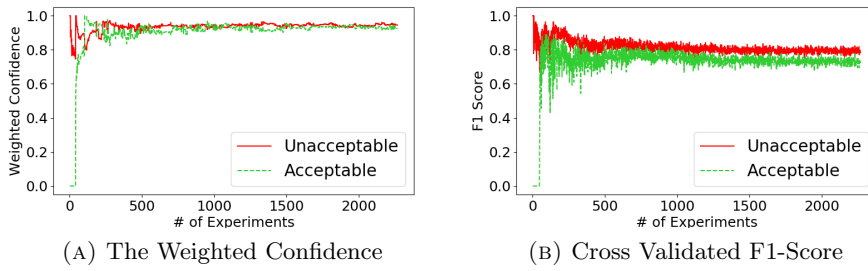 1.0
0.8
0.6
0.4
0.2
0.0
Weighted Confidence
Unacceptable
Acceptable
0 500 1000 1500 2000
# of Experiments
(A) The Weighted Confidence
1.0
0.8
0.6
0.4
0.2
0.0
F1 Score
Unacceptable
Acceptable
0 500 1000 1500 2000
# of Experiments
(B) Cross Validated F1-Score